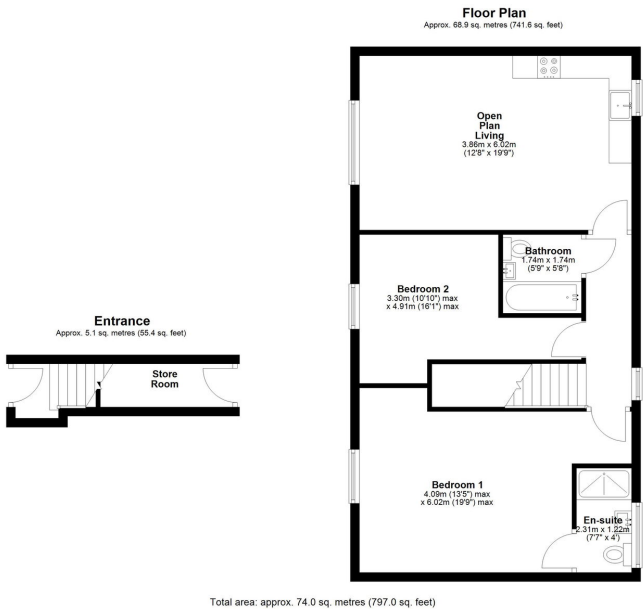 Floor Plan
Approx. 68.9 sq. metres (741.6 sq. feet)
Open
Plan
Living
3.86m x 6.02m
(12'8" x 19'9")
Bathroom
1.74m x 1.74m
(5'9" x 5'8")
Bedroom 2
3.30m (10'10") max
x 4.91m (16'1") max
Entrance
Approx. 5.1 sq. metres (55.4 sq. feet)
Store
Room
Bedroom 1
4.09m (13'5") max
x 6.02m (19'9") max
En-suite
2.31m x 1.22m
(7'7" x 4')
Total area: approx. 74.0 sq. metres (797.0 sq. feet)